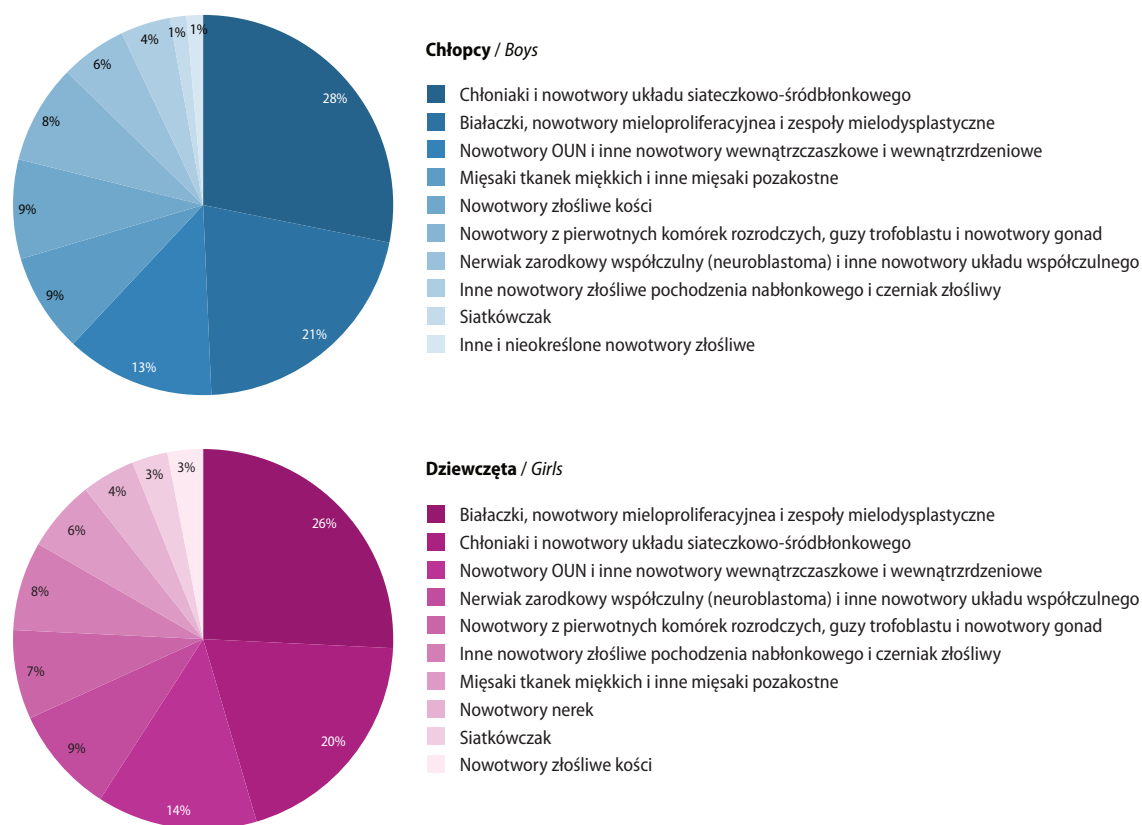 Chłopcy / Boys
28%
21%
13%
9%
9%
8%
6%
4%
1%
1%
Chłoniaki i nowotwory układu siateczkowo-śródbłonkowego
Białaczki, nowotwory mieloproliferacyjnea i zespoły mielodysplastyczne
Nowotwory OUN i inne nowotwory wewnątrzczaszkowe i wewnątrzrdzeniowe
Mięsaki tkanek miękkich i inne mięsaki pozakostne
Nowotwory złośliwe kości
Nowotwory z pierwotnych komórek rozrodczych, guzy trofoblastu i nowotwory gonad
Nerwiak zarodkowy współczulny (neuroblastoma) i inne nowotwory układu współczulnego
Inne nowotwory złośliwe pochodzenia nabłonkowego i czerniak złośliwy
Siatkówczak
Inne i nieokreślone nowotwory złośliwe
Dziewczęta / Girls
26%
20%
14%
9%
7%
8%
6%
4%
3%
3%
Białaczki, nowotwory mieloproliferacyjnea i zespoły mielodysplastyczne
Chłoniaki i nowotwory układu siateczkowo-śródbłonkowego
Nowotwory OUN i inne nowotwory wewnątrzczaszkowe i wewnątrzrdzeniowe
Nerwiak zarodkowy współczulny (neuroblastoma) i inne nowotwory układu współczulnego
Nowotwory z pierwotnych komórek rozrodczych, guzy trofoblastu i nowotwory gonad
Inne nowotwory złośliwe pochodzenia nabłonkowego i czerniak złośliwy
Mięsaki tkanek miękkich i inne mięsaki pozakostne
Nowotwory nerek
Siatkówczak
Nowotwory złośliwe kości